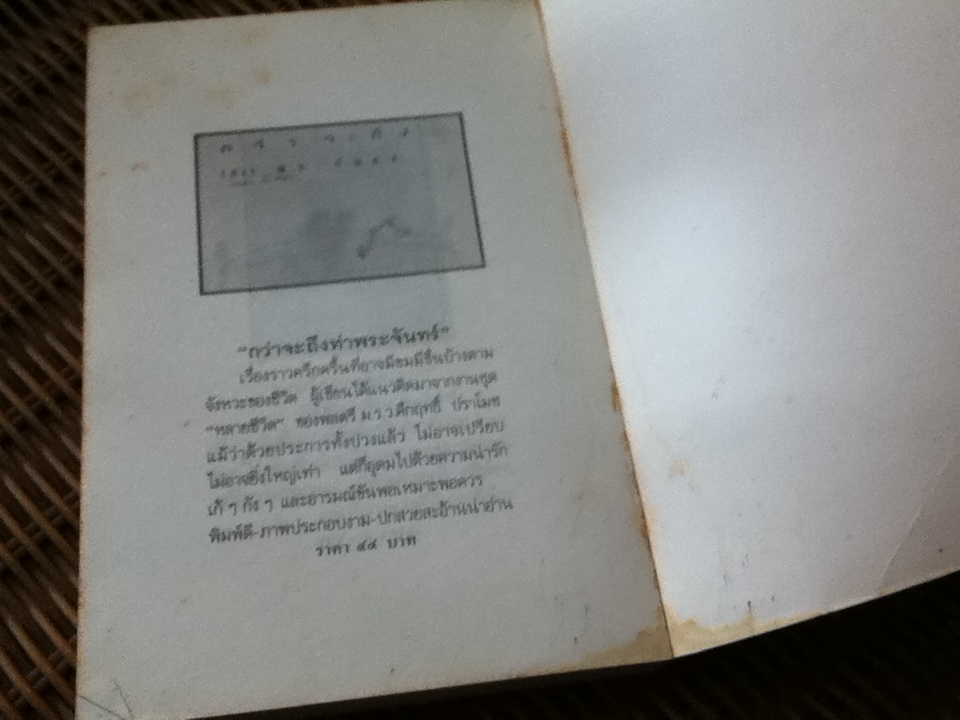 "กว่าจะถึงท่าพระจันทร์"
เรื่องราวครึกครื้นที่อาจมีขมมีขื่นบ้างตาม
จังหวะของชีวิต ผู้เขียนได้แนวคิดมาจากงานชุด
"หลายชีวิต" ของพลตรี ม.ร.ว.คึกฤทธิ์ ปราโมช
แม้ว่าด้วยประการทั้งปวงแล้ว ไม่อาจเปรียบ
ไม่อาจยิ่งใหญ่เท่า แต่ก็อุดมไปด้วยความน่ารัก
เก้ ๆ กัง ๆ และอารมณ์ขันพอเหมาะพอควร
พิมพ์ดี-ภาพประกอบงาม-ปกสวยสะอ้านน่าอ่าน
ราคา ๔๔ บาท